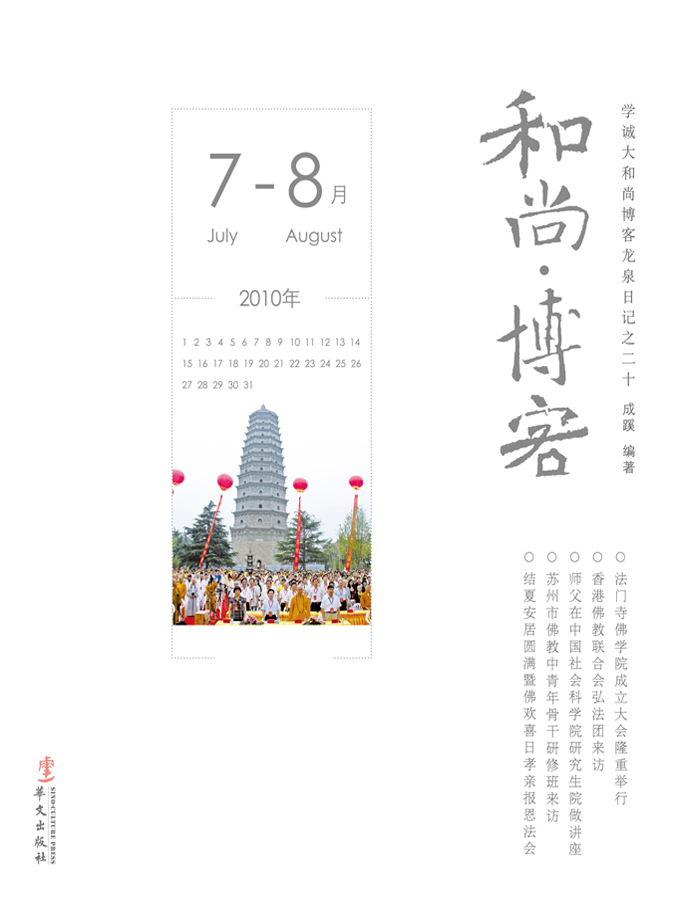 学诚大和尚博客龙泉日记之二十 成蹊 编著
和尚·博客
7-8月
July August
2010年
1 2 3 4 5 6 7 8 9 10 11 12 13 14
15 16 17 18 19 20 21 22 23 24 25 26
27 28 29 30 31
○ 法门寺佛学院成立大会隆重举行
○ 香港佛教联合会弘法团来访
○ 师父在中国社会科学院研究生院做讲座
○ 苏州市佛教中青年骨干研修班来访
○ 结夏安居圆满暨佛欢喜日孝亲报恩法会
華文出版社
SINO-CULTURE PRESS